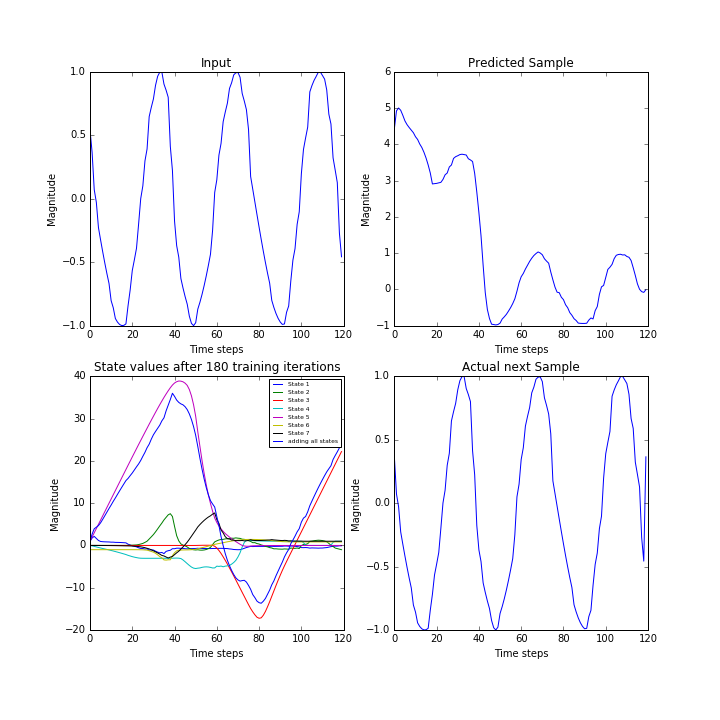 Input
Magnitude
1.0
0.5
0.0
−0.5
−1.0
0 20 40 60 80 100 120
Time steps
Predicted Sample
Magnitude
6
5
4
3
2
1
0
−1
0 20 40 60 80 100 120
Time steps
State values after 180 training iterations
Magnitude
40
30
20
10
0
−10
−20
State 1
State 2
State 3
State 4
State 5
State 6
State 7
adding all states
0 20 40 60 80 100 120
Time steps
Actual next Sample
Magnitude
1.0
0.5
0.0
−0.5
−1.0
0 20 40 60 80 100 120
Time steps